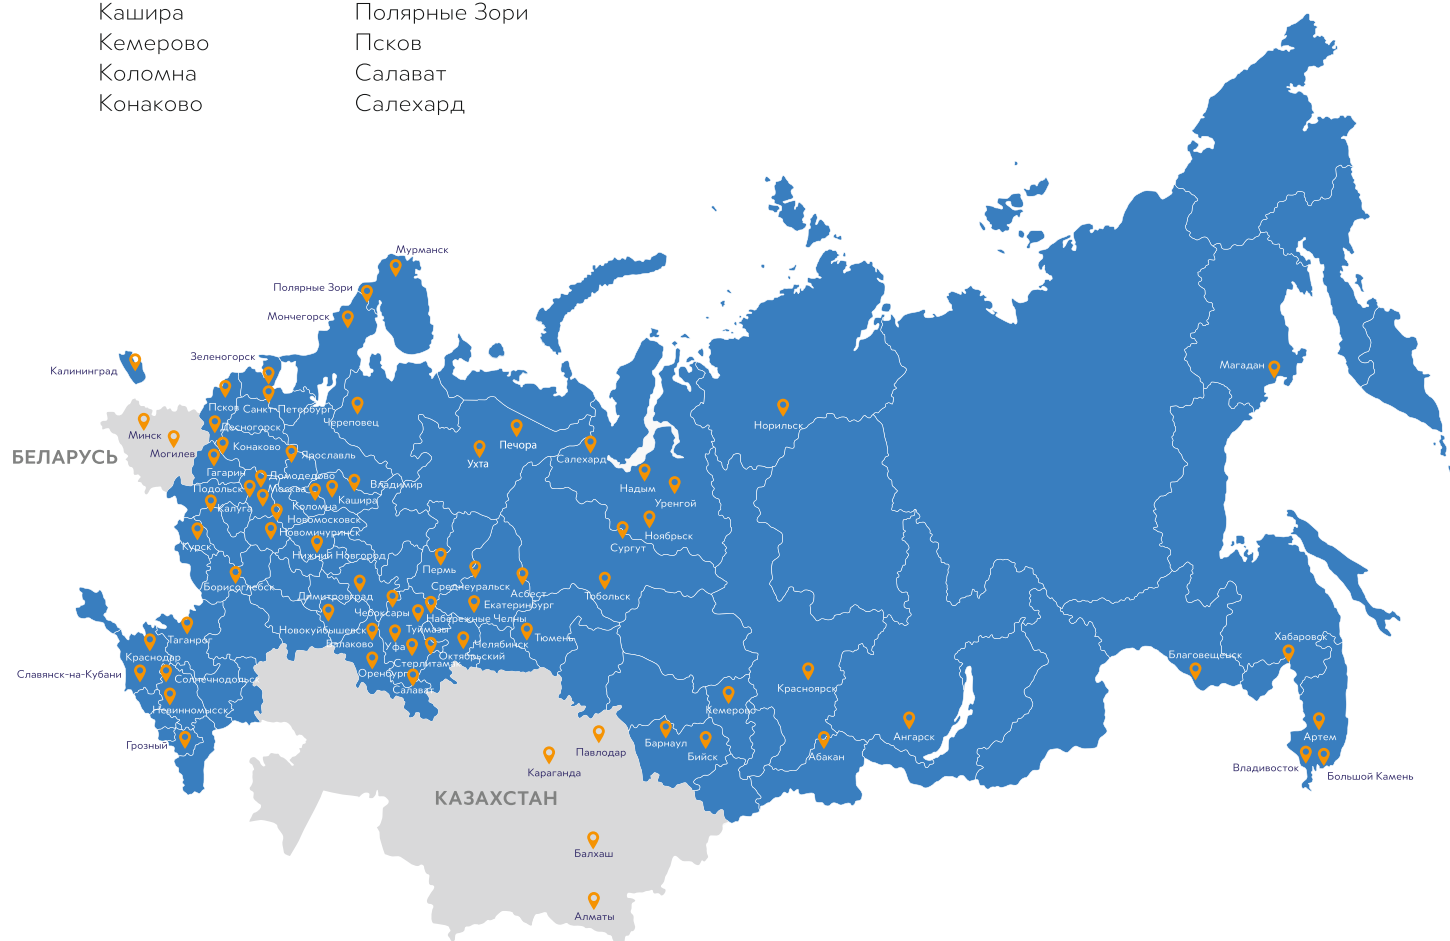 Кашира
Кемерово
Коломна
Конаково
Полярные Зори
Псков
Салават
Салехард
Мурманск
Полярные Зори
Мончегорск
Зеленогорск
Калининград
Псков
Санкт-Петербург
Череповец
Десногорск
Минск
Могилев
БЕЛАРУСЬ
Конаково
Ярославль
Гагарин
Домодедово
Подольск
Москва
Владимир
Кашира
Коломна
Калуга
Новомосковск
Новомичуринск
Курск
Нижний Новгород
Борисоглебск
Ухта
Печора
Салехард
Надым
Уренгой
Ноябрьск
Сургут
Норильск
Магадан
Пермь
Среднеуральск
Асбест
Тобольск
Димитровград
Чебоксары
Екатеринбург
Набережные Челны
Новокуйбышевск
Туймазы
Тюмень
Балаково
Уфа
Челябинск
Октябрьский
Стерлитамак
Оренбург
Салават
Таганрог
Краснодар
Славянск-на-Кубани
Солнечнодольск
Невинномысск
Грозный
Красноярск
Кемерово
Барнаул
Бийск
Абакан
Ангарск
Хабаровск
Благовещенск
Артем
Владивосток
Большой Камень
Павлодар
Караганда
КАЗАХСТАН
Балхаш
Алматы